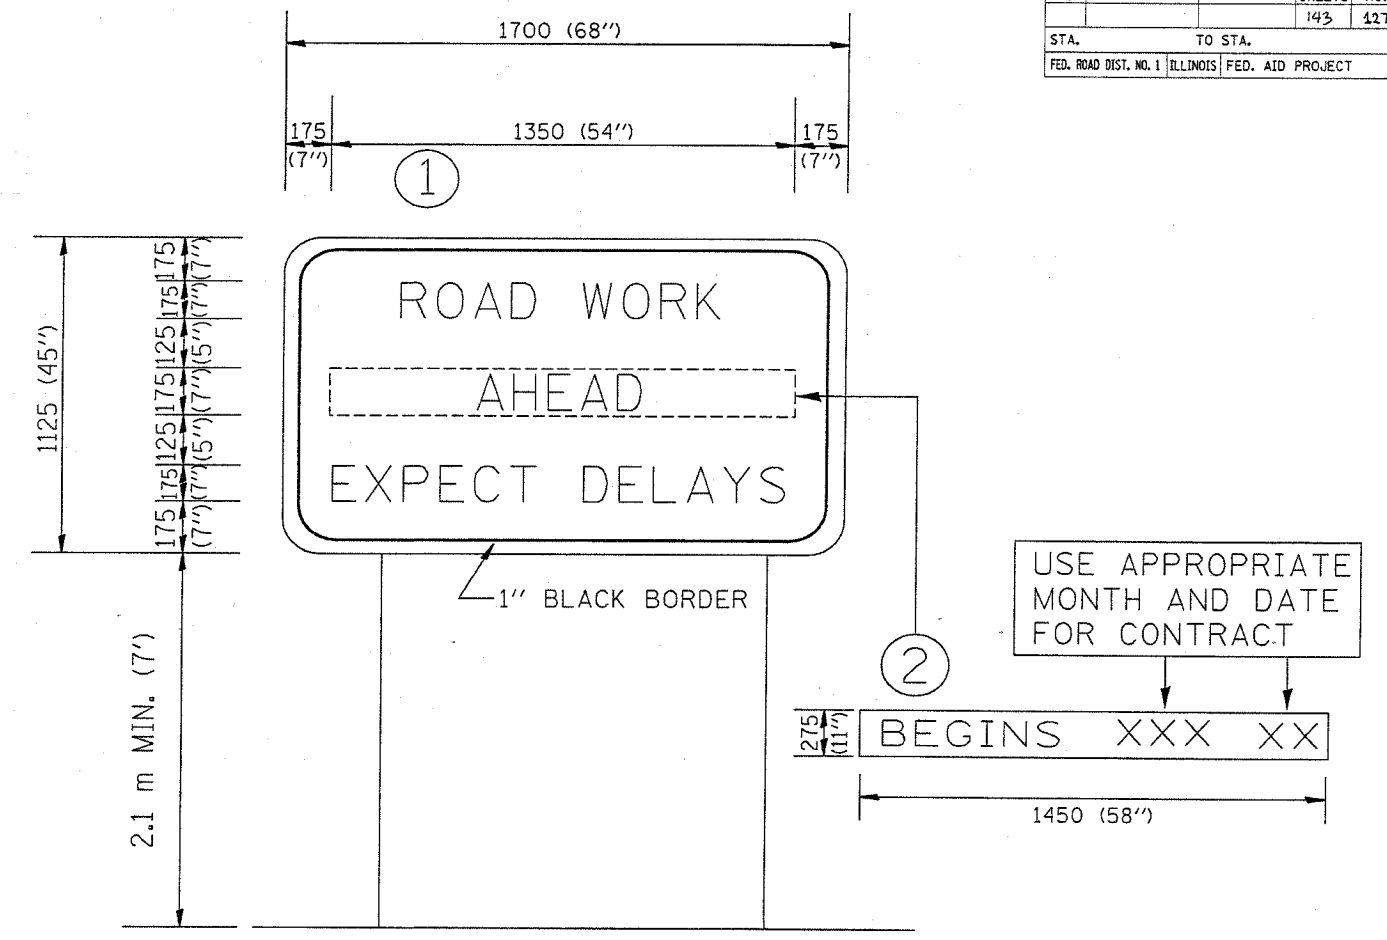 143 127
STA. TO STA.
FED. ROAD DIST. NO. 1 ILLINOIS FED. AID PROJECT
1700 (68'')
175 (7'')
1350 (54'')
175 (7'')
1
1125 (45'')
175 (7'')
175 (7'')
125 (5'')
175 (7'')
125 (5'')
175 (7'')
175 (7'')
ROAD WORK
AHEAD
EXPECT DELAYS
1'' BLACK BORDER
2.1 m MIN. (7')
USE APPROPRIATE
MONTH AND DATE
FOR CONTRACT
2
275 (11'')
BEGINS XXX XX
1450 (58'')